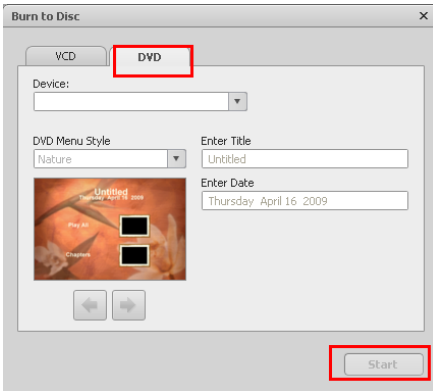 Burn to Disc
VCD
DVD
Device:
DVD Menu Style
Nature
Enter Title
Untitled
Enter Date
Thursday April 16 2009
Untitled
Thursday April 16 2009
Play All
Chapters
Start